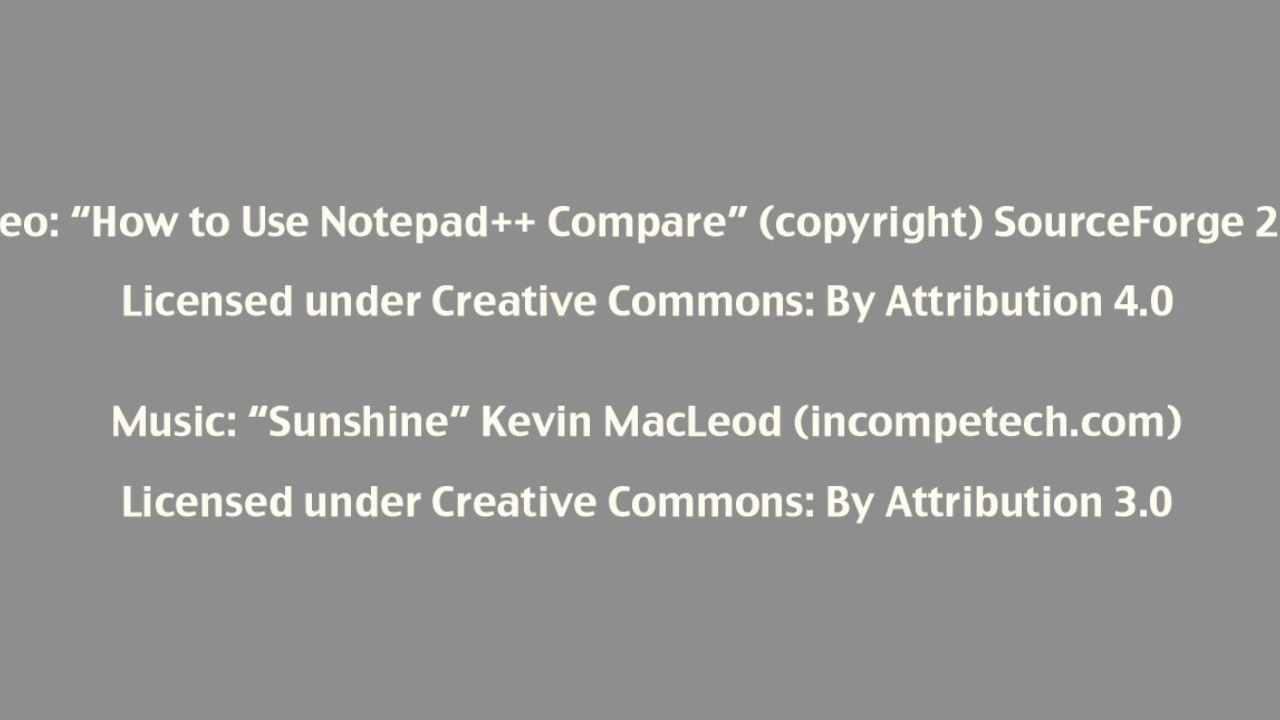 eo: “How to Use Notepad++ Compare” (copyright) SourceForge 2
Licensed under Creative Commons: By Attribution 4.0
Music: “Sunshine” Kevin MacLeod (incompetech.com)
Licensed under Creative Commons: By Attribution 3.0